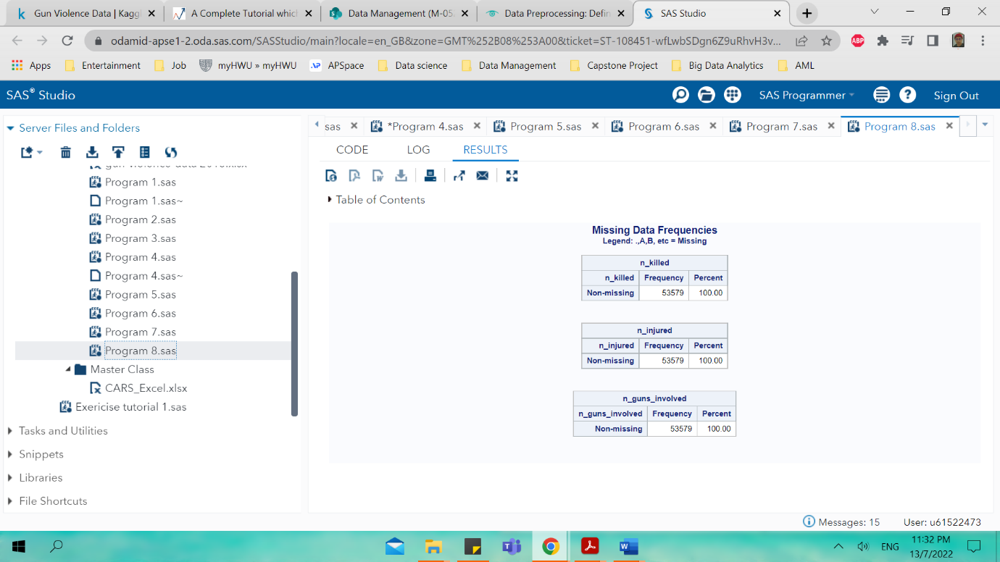 Gun Violence Data | Kaggl
A Complete Tutorial which
Data Management (M-05
Data Preprocessing: Defin
SAS Studio
odamid-apse1-2.oda.sas.com/SASStudio/main?locale=en_GB&zone=GMT%252B08%253A00&ticket=ST-108451-wfLwbSDgn6Z9uRhvH3v...
ABP
Apps
Entertainment
Job
myHWU » myHWU
APSpace
Data science
Data Management
Capstone Project
Big Data Analytics
AML
SAS® Studio
SAS Programmer
Sign Out
Server Files and Folders
sas
*Program 4.sas
Program 5.sas
Program 6.sas
Program 7.sas
Program 8.sas
CODE
LOG
RESULTS
Program 1.sas
Program 1.sas~
Program 2.sas
Program 3.sas
Program 4.sas
Program 4.sas~
Program 5.sas
Program 6.sas
Program 7.sas
Program 8.sas
Master Class
CARS_Excel.xlsx
Exericise tutorial 1.sas
Tasks and Utilities
Snippets
Libraries
File Shortcuts
Table of Contents
Missing Data Frequencies
Legend: .,A,B, etc = Missing
n_killed
n_killed Frequency Percent
Non-missing 53579 100.00
n_injured
n_injured Frequency Percent
Non-missing 53579 100.00
n_guns_involved
n_guns_involved Frequency Percent
Non-missing 53579 100.00
Messages: 15
User: u61522473
ENG
11:32 PM
13/7/2022